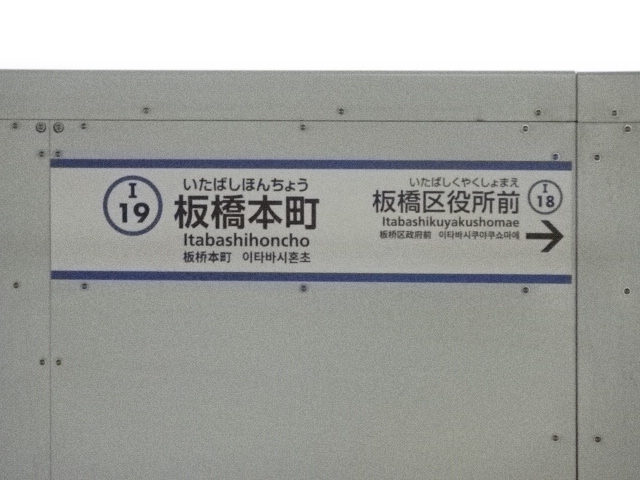 I
19
いたばしほんちょう
板橋本町
Itabashihoncho
板桥本町 이타바시혼초
いたばしくやくしょまえ
板橋区役所前
I
18
Itabashikuyakushomae
板桥区政府前 이타바시쿠야쿠쇼마에